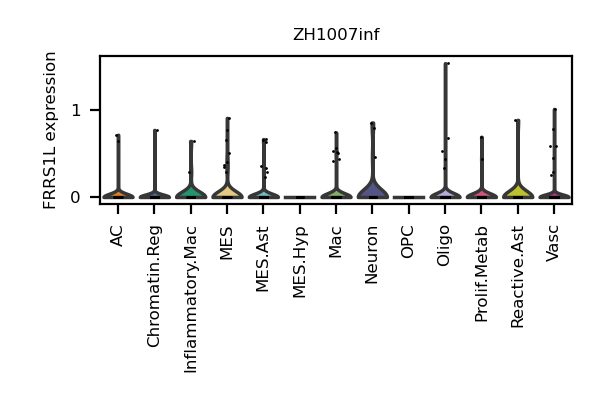 ZH1007inf
FRRS1L expression
1
0
AC
Chromatin.Reg
Inflammatory.Mac
MES
MES.Ast
MES.Hyp
Mac
Neuron
OPC
Oligo
Prolif.Metab
Reactive.Ast
Vasc